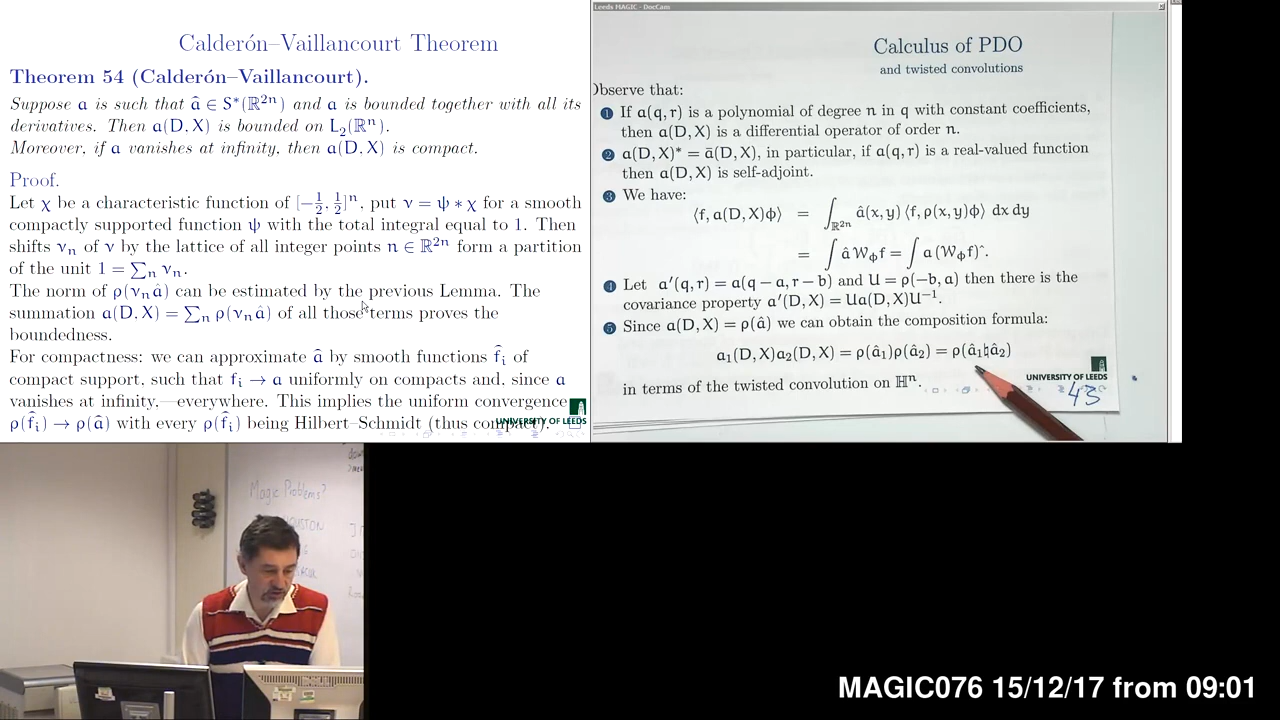 Calderón–Vaillancourt Theorem
Theorem 54 (Calderón–Vaillancourt).
Suppose a is such that â ∈ S*(ℝ²ⁿ) and a is bounded together with all its
derivatives. Then a(D, X) is bounded on L₂(ℝⁿ).
Moreover, if a vanishes at infinity, then a(D, X) is compact.
Proof.
Let χ be a characteristic function of [−½, ½]ⁿ, put ν = ψ * χ for a smooth
compactly supported function ψ with the total integral equal to 1. Then
shifts νₙ of ν by the lattice of all integer points n ∈ ℝ²ⁿ form a partition
of the unit 1 = ∑ₙ νₙ.
The norm of ρ(νₙâ) can be estimated by the previous Lemma. The
summation a(D, X) = ∑ₙ ρ(νₙâ) of all those terms proves the
boundedness.
For compactness: we can approximate â by smooth functions f̂ᵢ of
compact support, such that fᵢ → a uniformly on compacts and, since a
vanishes at infinity,—everywhere. This implies the uniform convergence
ρ(f̂ᵢ) → ρ(â) with every ρ(f̂ᵢ) being Hilbert–Schmidt (thus compact).
UNIVERSITY OF LEEDS
Leeds MAGIC - DocCam
Calculus of PDO
and twisted convolutions
Observe that:
1 If a(q, r) is a polynomial of degree n in q with constant coefficients,
then a(D, X) is a differential operator of order n.
2 a(D, X)* = ā(D, X), in particular, if a(q, r) is a real-valued function
then a(D, X) is self-adjoint.
3 We have:
⟨f, a(D, X)ϕ⟩ = ∫_{ℝ²ⁿ} â(x, y) ⟨f, ρ(x, y)ϕ⟩ dx dy
= ∫ â 𝒲_ϕ f = ∫ a (𝒲_ϕ f)ˆ.
4 Let a′(q, r) = a(q − a, r − b) and U = ρ(−b, a) then there is the
covariance property a′(D, X) = Ua(D, X)U⁻¹.
5 Since a(D, X) = ρ(â) we can obtain the composition formula:
a₁(D, X)a₂(D, X) = ρ(â₁)ρ(â₂) = ρ(â₁♮â₂)
in terms of the twisted convolution on ℍⁿ.
UNIVERSITY OF LEEDS
43
Magic Problems?
MAGIC076 15/12/17 from 09:01